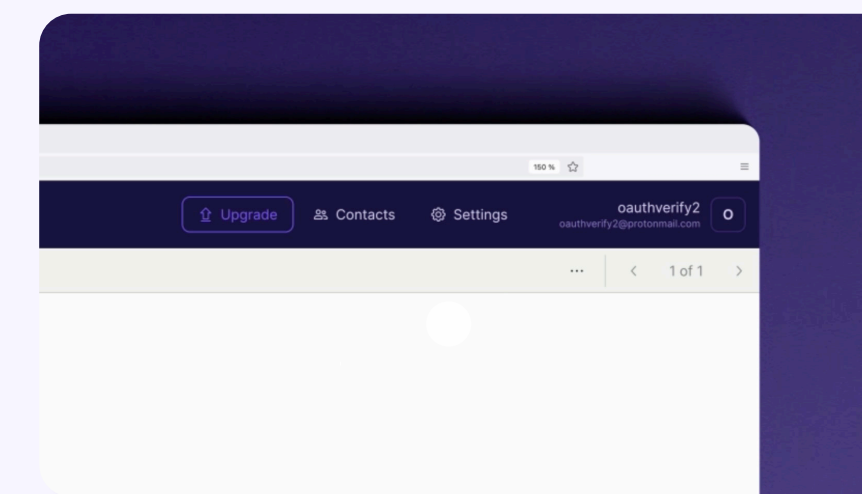 150 %
Upgrade
Contacts
Settings
oauthverify2
oauthverify2@protonmail.com
O
...
1 of 1